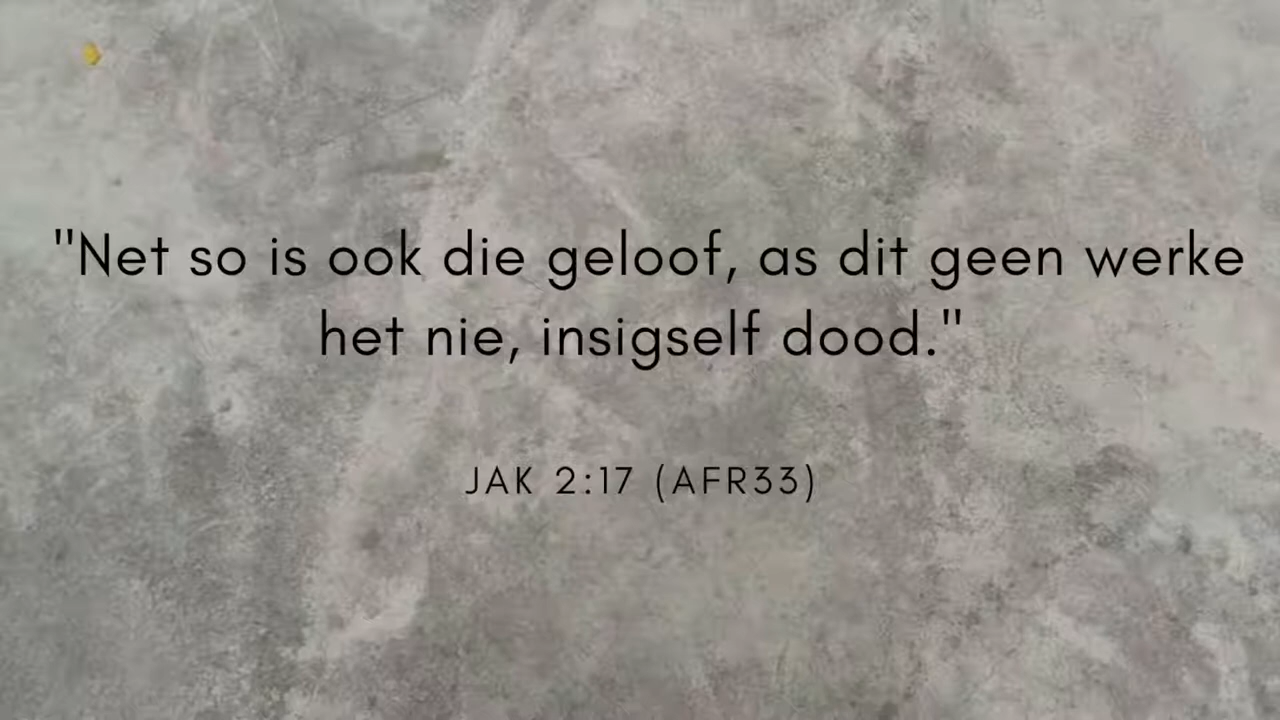 "Net so is ook die geloof, as dit geen werke
het nie, insigself dood."
JAK 2:17 (AFR33)